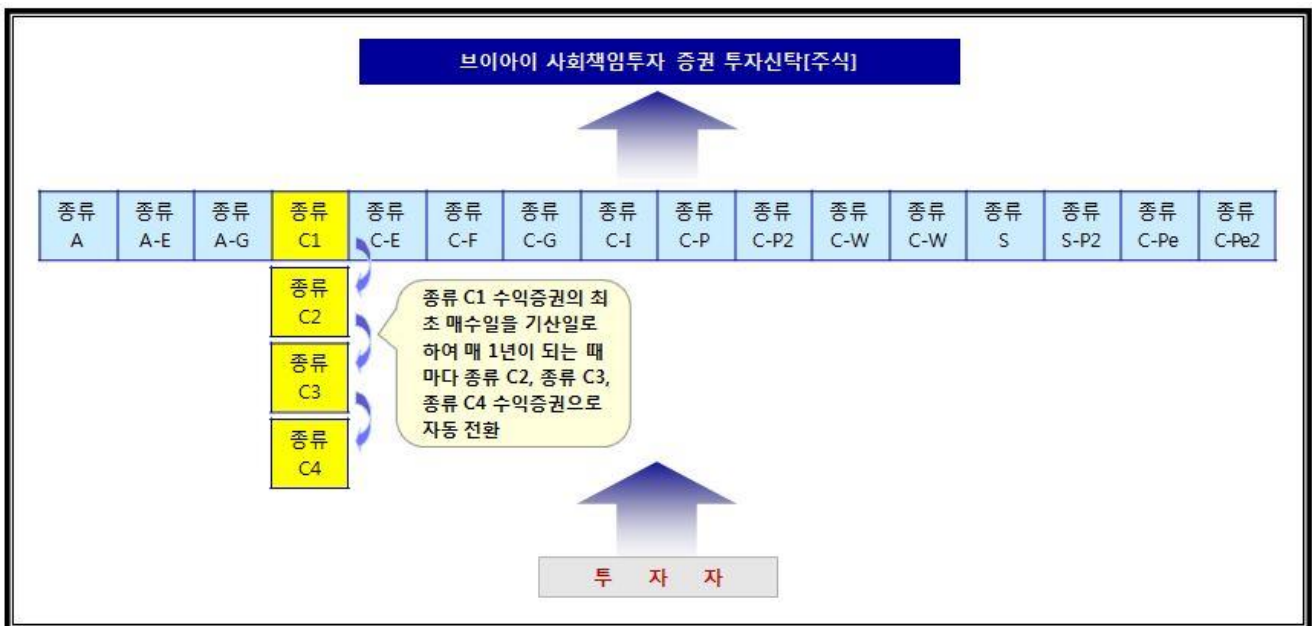 브이아이 사회책임투자 증권 투자신탁[주식]
종류 종류 종류 종류 종류 종류 종류 종류 종류 종류 종류 종류 종류 종류 종류 종류
A A-E A-G C1 C-E C-F C-G C-I C-P C-P2 C-W C-W S S-P2 C-Pe C-Pe2
종류
C2
종류
C3
종류
C4
종류 C1 수익증권의 최
초 매수일을 기산일로
하여 매 1년이 되는 때
마다 종류 C2, 종류 C3,
종류 C4 수익증권으로
자동 전환
투 자 자